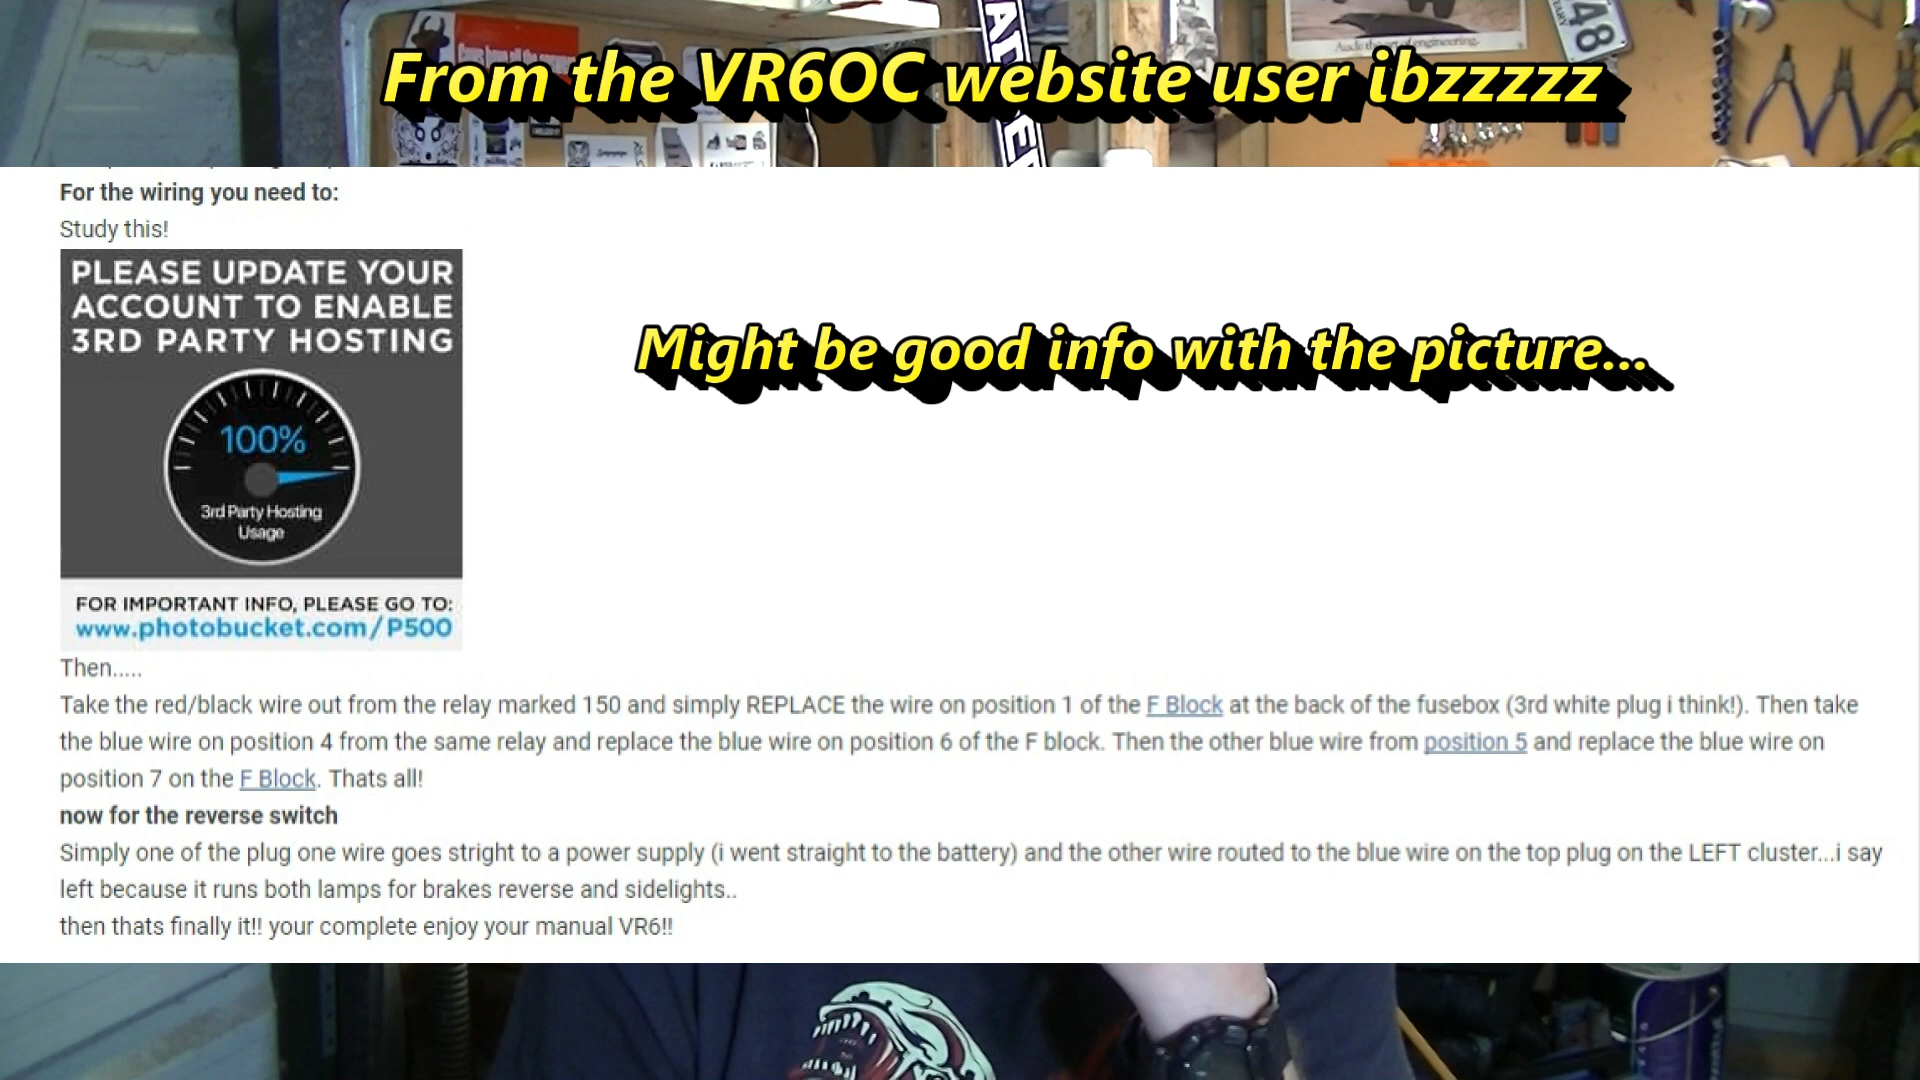 Audi the art of engineering.
48
From the VR6OC website user ibzzzzz
For the wiring you need to:
Study this!
PLEASE UPDATE YOUR
ACCOUNT TO ENABLE
3RD PARTY HOSTING
100%
3rd Party Hosting
Usage
FOR IMPORTANT INFO, PLEASE GO TO:
www.photobucket.com/P500
Might be good info with the picture...
Then.....
Take the red/black wire out from the relay marked 150 and simply REPLACE the wire on position 1 of the F Block at the back of the fusebox (3rd white plug i think!). Then take
the blue wire on position 4 from the same relay and replace the blue wire on position 6 of the F block. Then the other blue wire from position 5 and replace the blue wire on
position 7 on the F Block. Thats all!
now for the reverse switch
Simply one of the plug one wire goes stright to a power supply (i went straight to the battery) and the other wire routed to the blue wire on the top plug on the LEFT cluster...i say
left because it runs both lamps for brakes reverse and sidelights..
then thats finally it!! your complete enjoy your manual VR6!!